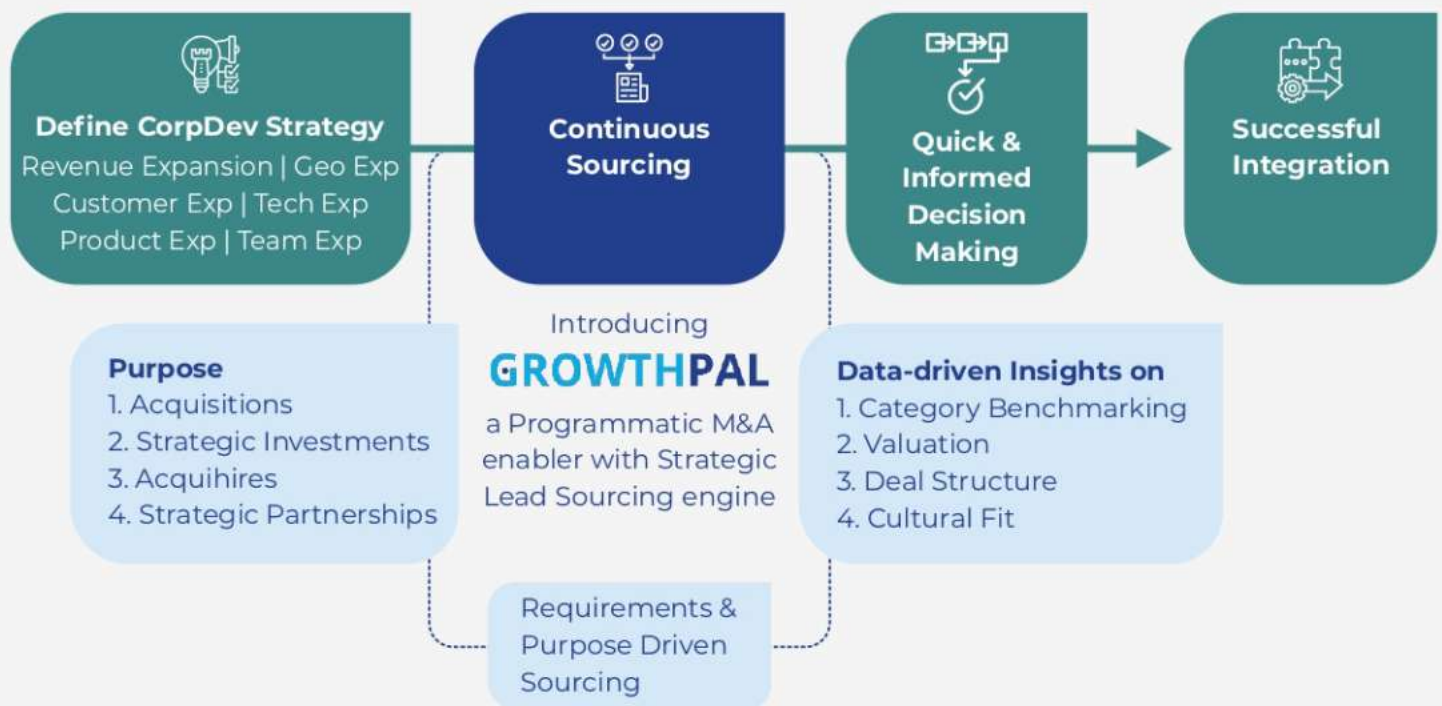 Define CorpDev Strategy
Revenue Expansion | Geo Exp
Customer Exp | Tech Exp
Product Exp | Team Exp
Continuous
Sourcing
Quick &
Informed
Decision
Making
Successful
Integration
Purpose
1. Acquisitions
2. Strategic Investments
3. Acquihires
4. Strategic Partnerships
Introducing
GROWTHPAL
a Programmatic M&A
enabler with Strategic
Lead Sourcing engine
Data-driven Insights on
1. Category Benchmarking
2. Valuation
3. Deal Structure
4. Cultural Fit
Requirements &
Purpose Driven
Sourcing